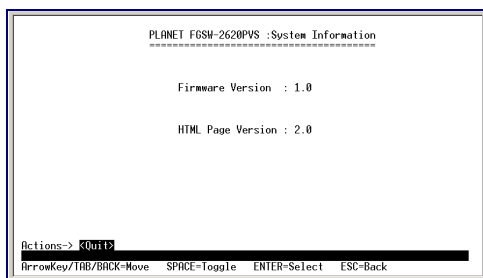 PLANET FGSW-2620PVS :System Information
=====================================
Firmware Version : 1.0
HTML Page Version : 2.0
Actions-> <Quit>
ArrowKey/TAB/BACK=Move SPACE=Toggle ENTER=Select ESC=Back